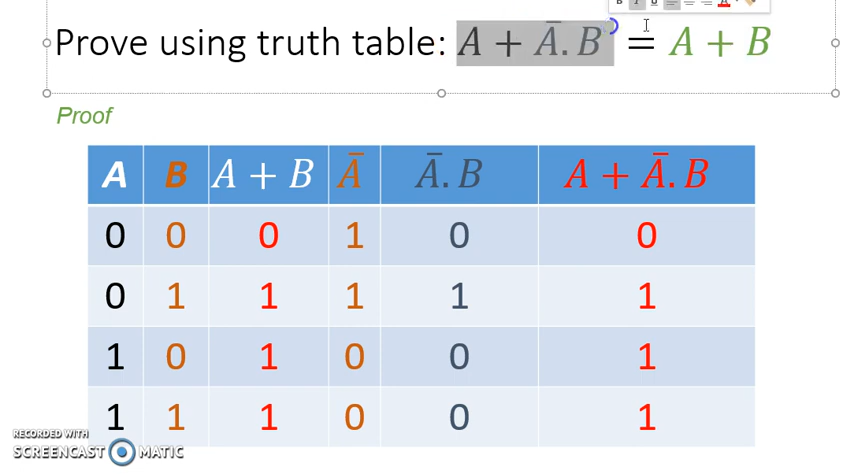 B I U A
Prove using truth table: A + A̅.B = A + B
Proof
A B A + B A̅ A̅.B A + A̅.B
0 0 0 1 0 0
0 1 1 1 1 1
1 0 1 0 0 1
1 1 1 0 0 1
RECORDED WITH
SCREENCAST MATIC